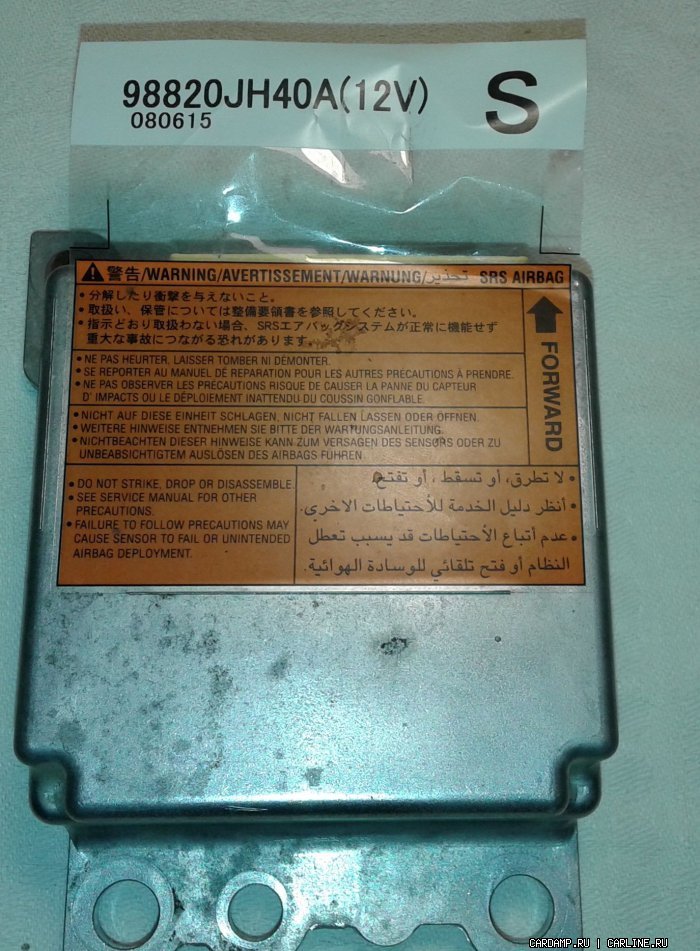 98820JH40A(12V)
080615
S
警告/WARNING/AVERTISSEMENT/WARNUNG/تحذير SRS AIRBAG
• 分解したり衝撃を与えないこと。
• 取扱い、保管については整備要領書を参照してください。
• 指示どおり取扱わない場合、SRSエアバッグシステムが正常に機能せず
重大な事故につながる恐れがあります。
FORWARD
• NE PAS HEURTER, LAISSER TOMBER NI DÉMONTER.
• SE REPORTER AU MANUEL DE RÉPARATION POUR LES AUTRES PRÉCAUTIONS À PRENDRE.
• NE PAS OBSERVER LES PRÉCAUTIONS RISQUE DE CAUSER LA PANNE DU CAPTEUR
D' IMPACTS OU LE DÉPLOIEMENT INATTENDU DU COUSSIN GONFLABLE.
• NICHT AUF DIESE EINHEIT SCHLAGEN, NICHT FALLEN LASSEN ODER ÖFFNEN.
• WEITERE HINWEISE ENTNEHMEN SIE BITTE DER WARTUNGSANLEITUNG.
• NICHTBEACHTEN DIESER HINWEISE KANN ZUM VERSAGEN DES SENSORS ODER ZU
UNBEABSICHTIGTEM AUSLÖSEN DES AIRBAGS FÜHREN.
• DO NOT STRIKE, DROP OR DISASSEMBLE.
• SEE SERVICE MANUAL FOR OTHER
PRECAUTIONS.
• FAILURE TO FOLLOW PRECAUTIONS MAY
CAUSE SENSOR TO FAIL OR UNINTENDED
AIRBAG DEPLOYMENT.
• لا تطرق، أو تسقط ، أو تفتح
• أنظر دليل الخدمة للأحتياطات الاخرى.
• عدم أتباع الأحتياطات قد يسبب تعطل
النظام أو فتح تلقائي للوسادة الهوائية.
CARDAMP.RU | CARLINE.RU